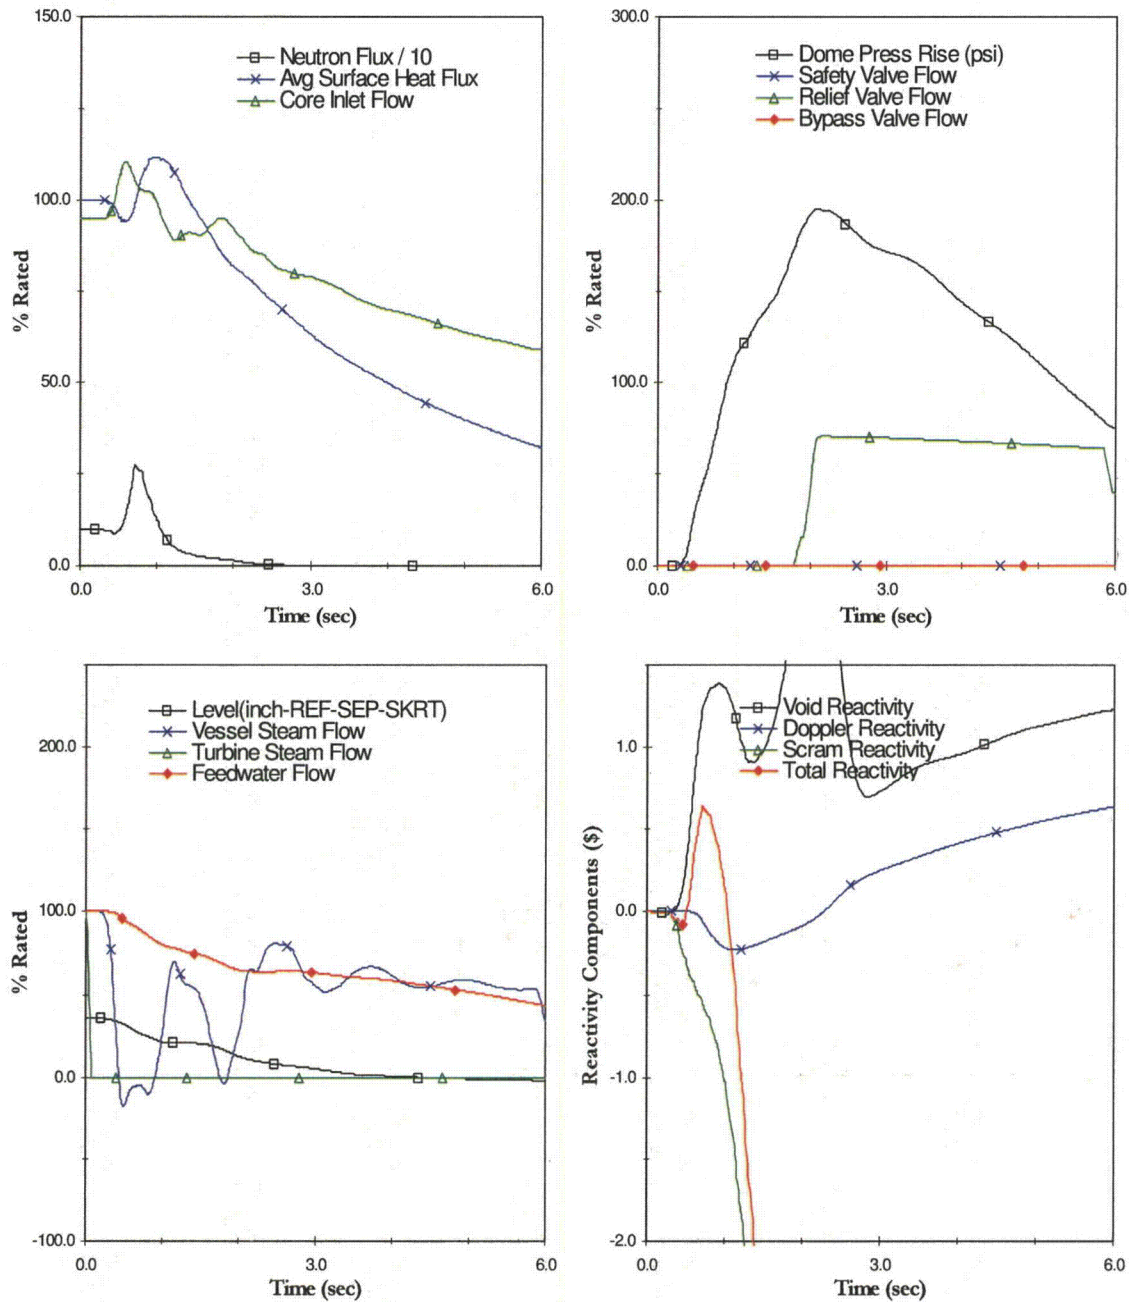 150.0
Neutron Flux / 10
Avg Surface Heat Flux
Core Inlet Flow
100.0
% Rated
50.0
0.0
0.0 3.0 6.0
Time (sec)
300.0
Dome Press Rise (psi)
Safety Valve Flow
Relief Valve Flow
Bypass Valve Flow
200.0
% Rated
100.0
0.0
0.0 3.0 6.0
Time (sec)
Level(inch-REF-SEP-SKRT)
Vessel Steam Flow
Turbine Steam Flow
Feedwater Flow
200.0
100.0
% Rated
0.0
-100.0
0.0 3.0 6.0
Time (sec)
Void Reactivity
Doppler Reactivity
Scram Reactivity
Total Reactivity
1.0
Reactivity Components ($)
0.0
-1.0
-2.0
0.0 3.0 6.0
Time (sec)